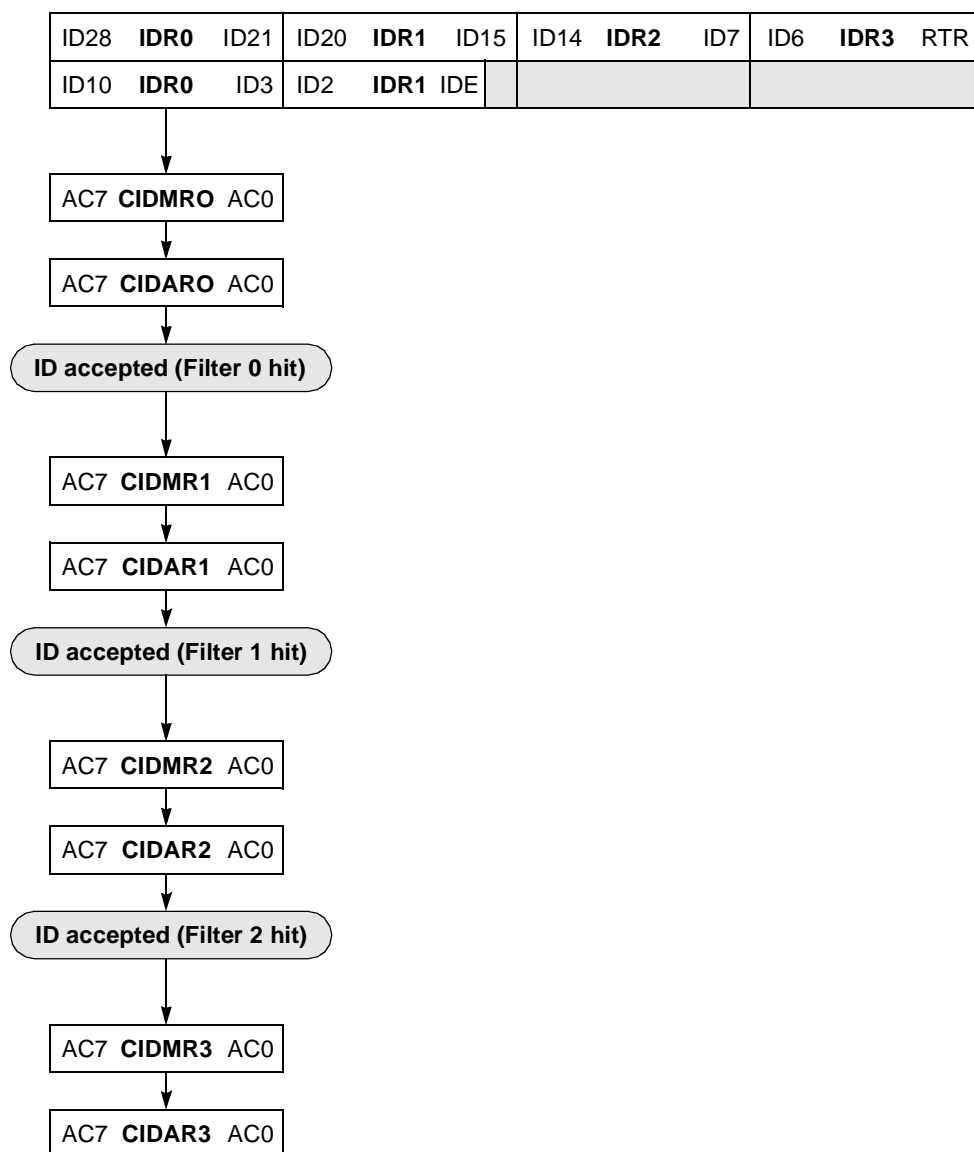 ID28 IDR0 ID21 ID20 IDR1 ID15 ID14 IDR2 ID7 ID6 IDR3 RTR
ID10 IDR0 ID3 ID2 IDR1 IDE
AC7 CIDMRO AC0
AC7 CIDARO AC0
ID accepted (Filter 0 hit)
AC7 CIDMR1 AC0
AC7 CIDAR1 AC0
ID accepted (Filter 1 hit)
AC7 CIDMR2 AC0
AC7 CIDAR2 AC0
ID accepted (Filter 2 hit)
AC7 CIDMR3 AC0
AC7 CIDAR3 AC0